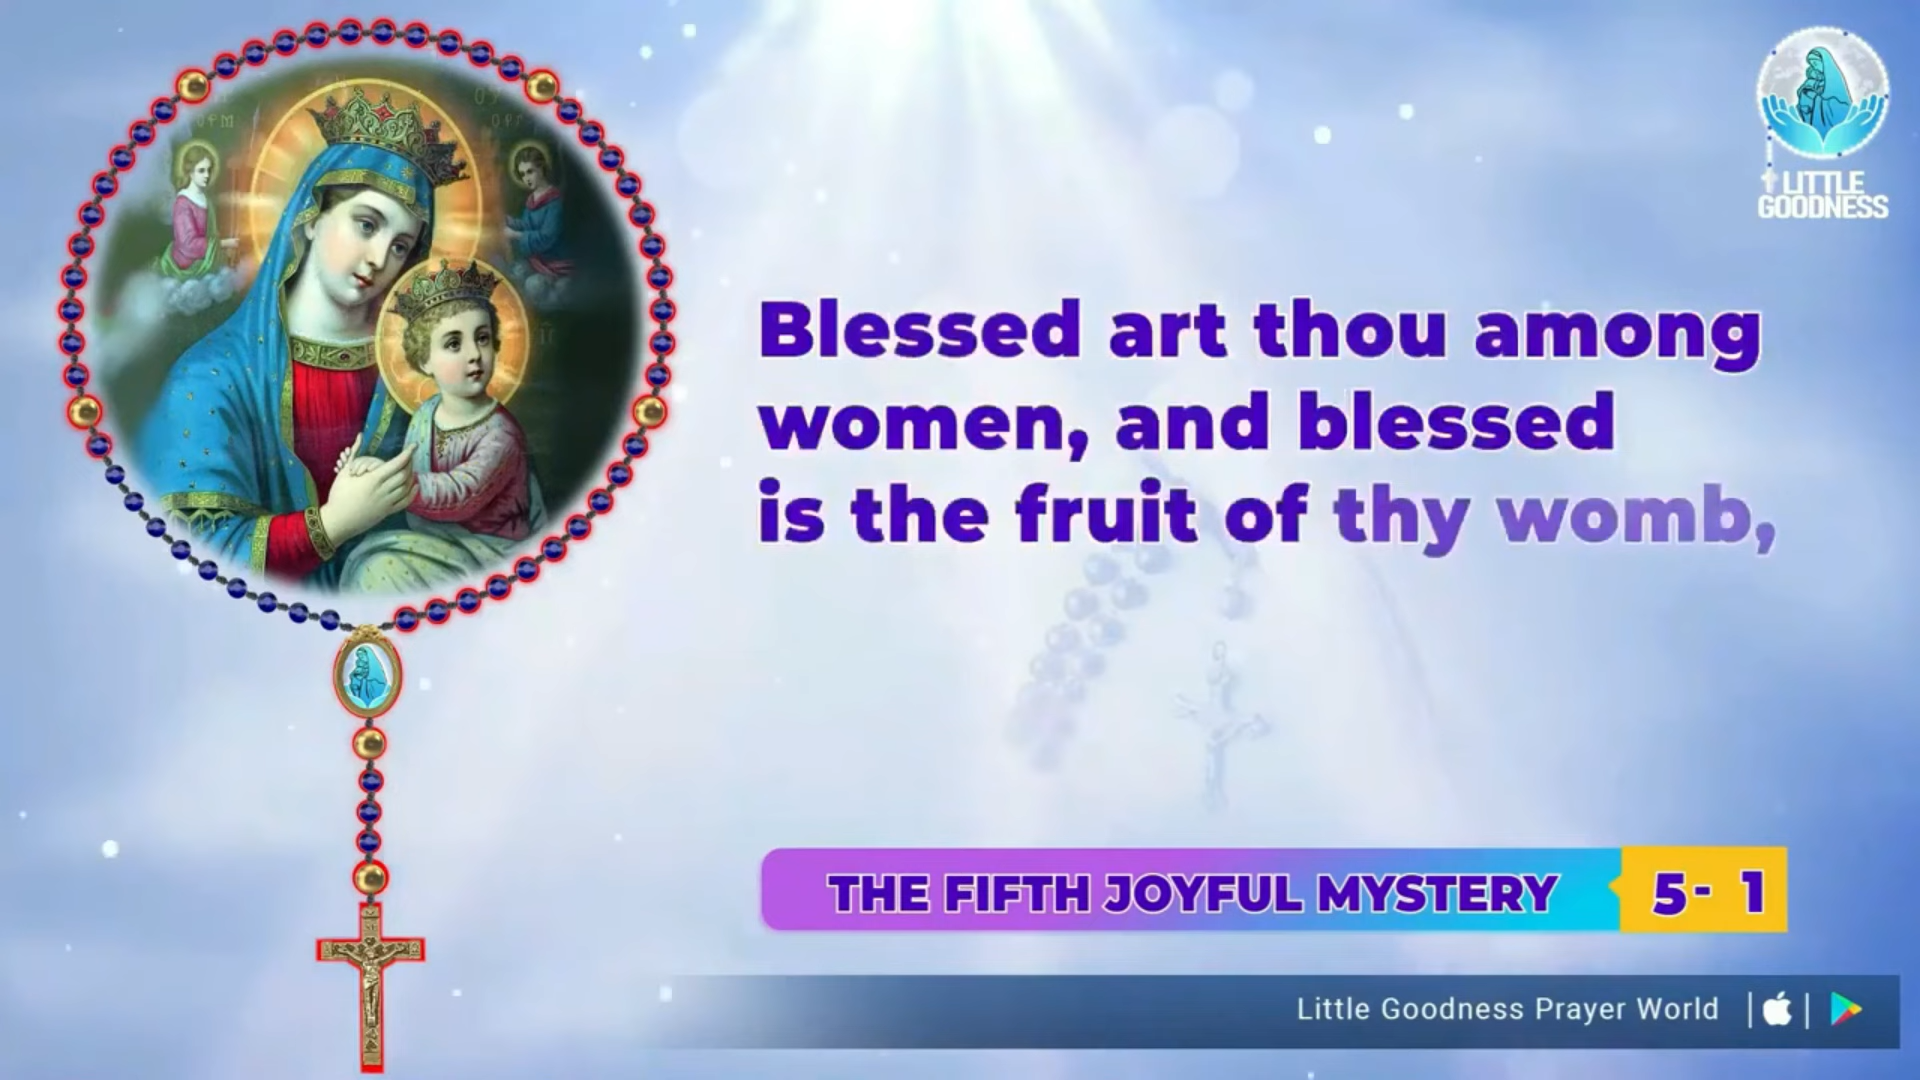 LITTLE
GOODNESS
Blessed art thou among
women, and blessed
is the fruit of thy womb,
THE FIFTH JOYFUL MYSTERY 5- 1
Little Goodness Prayer World